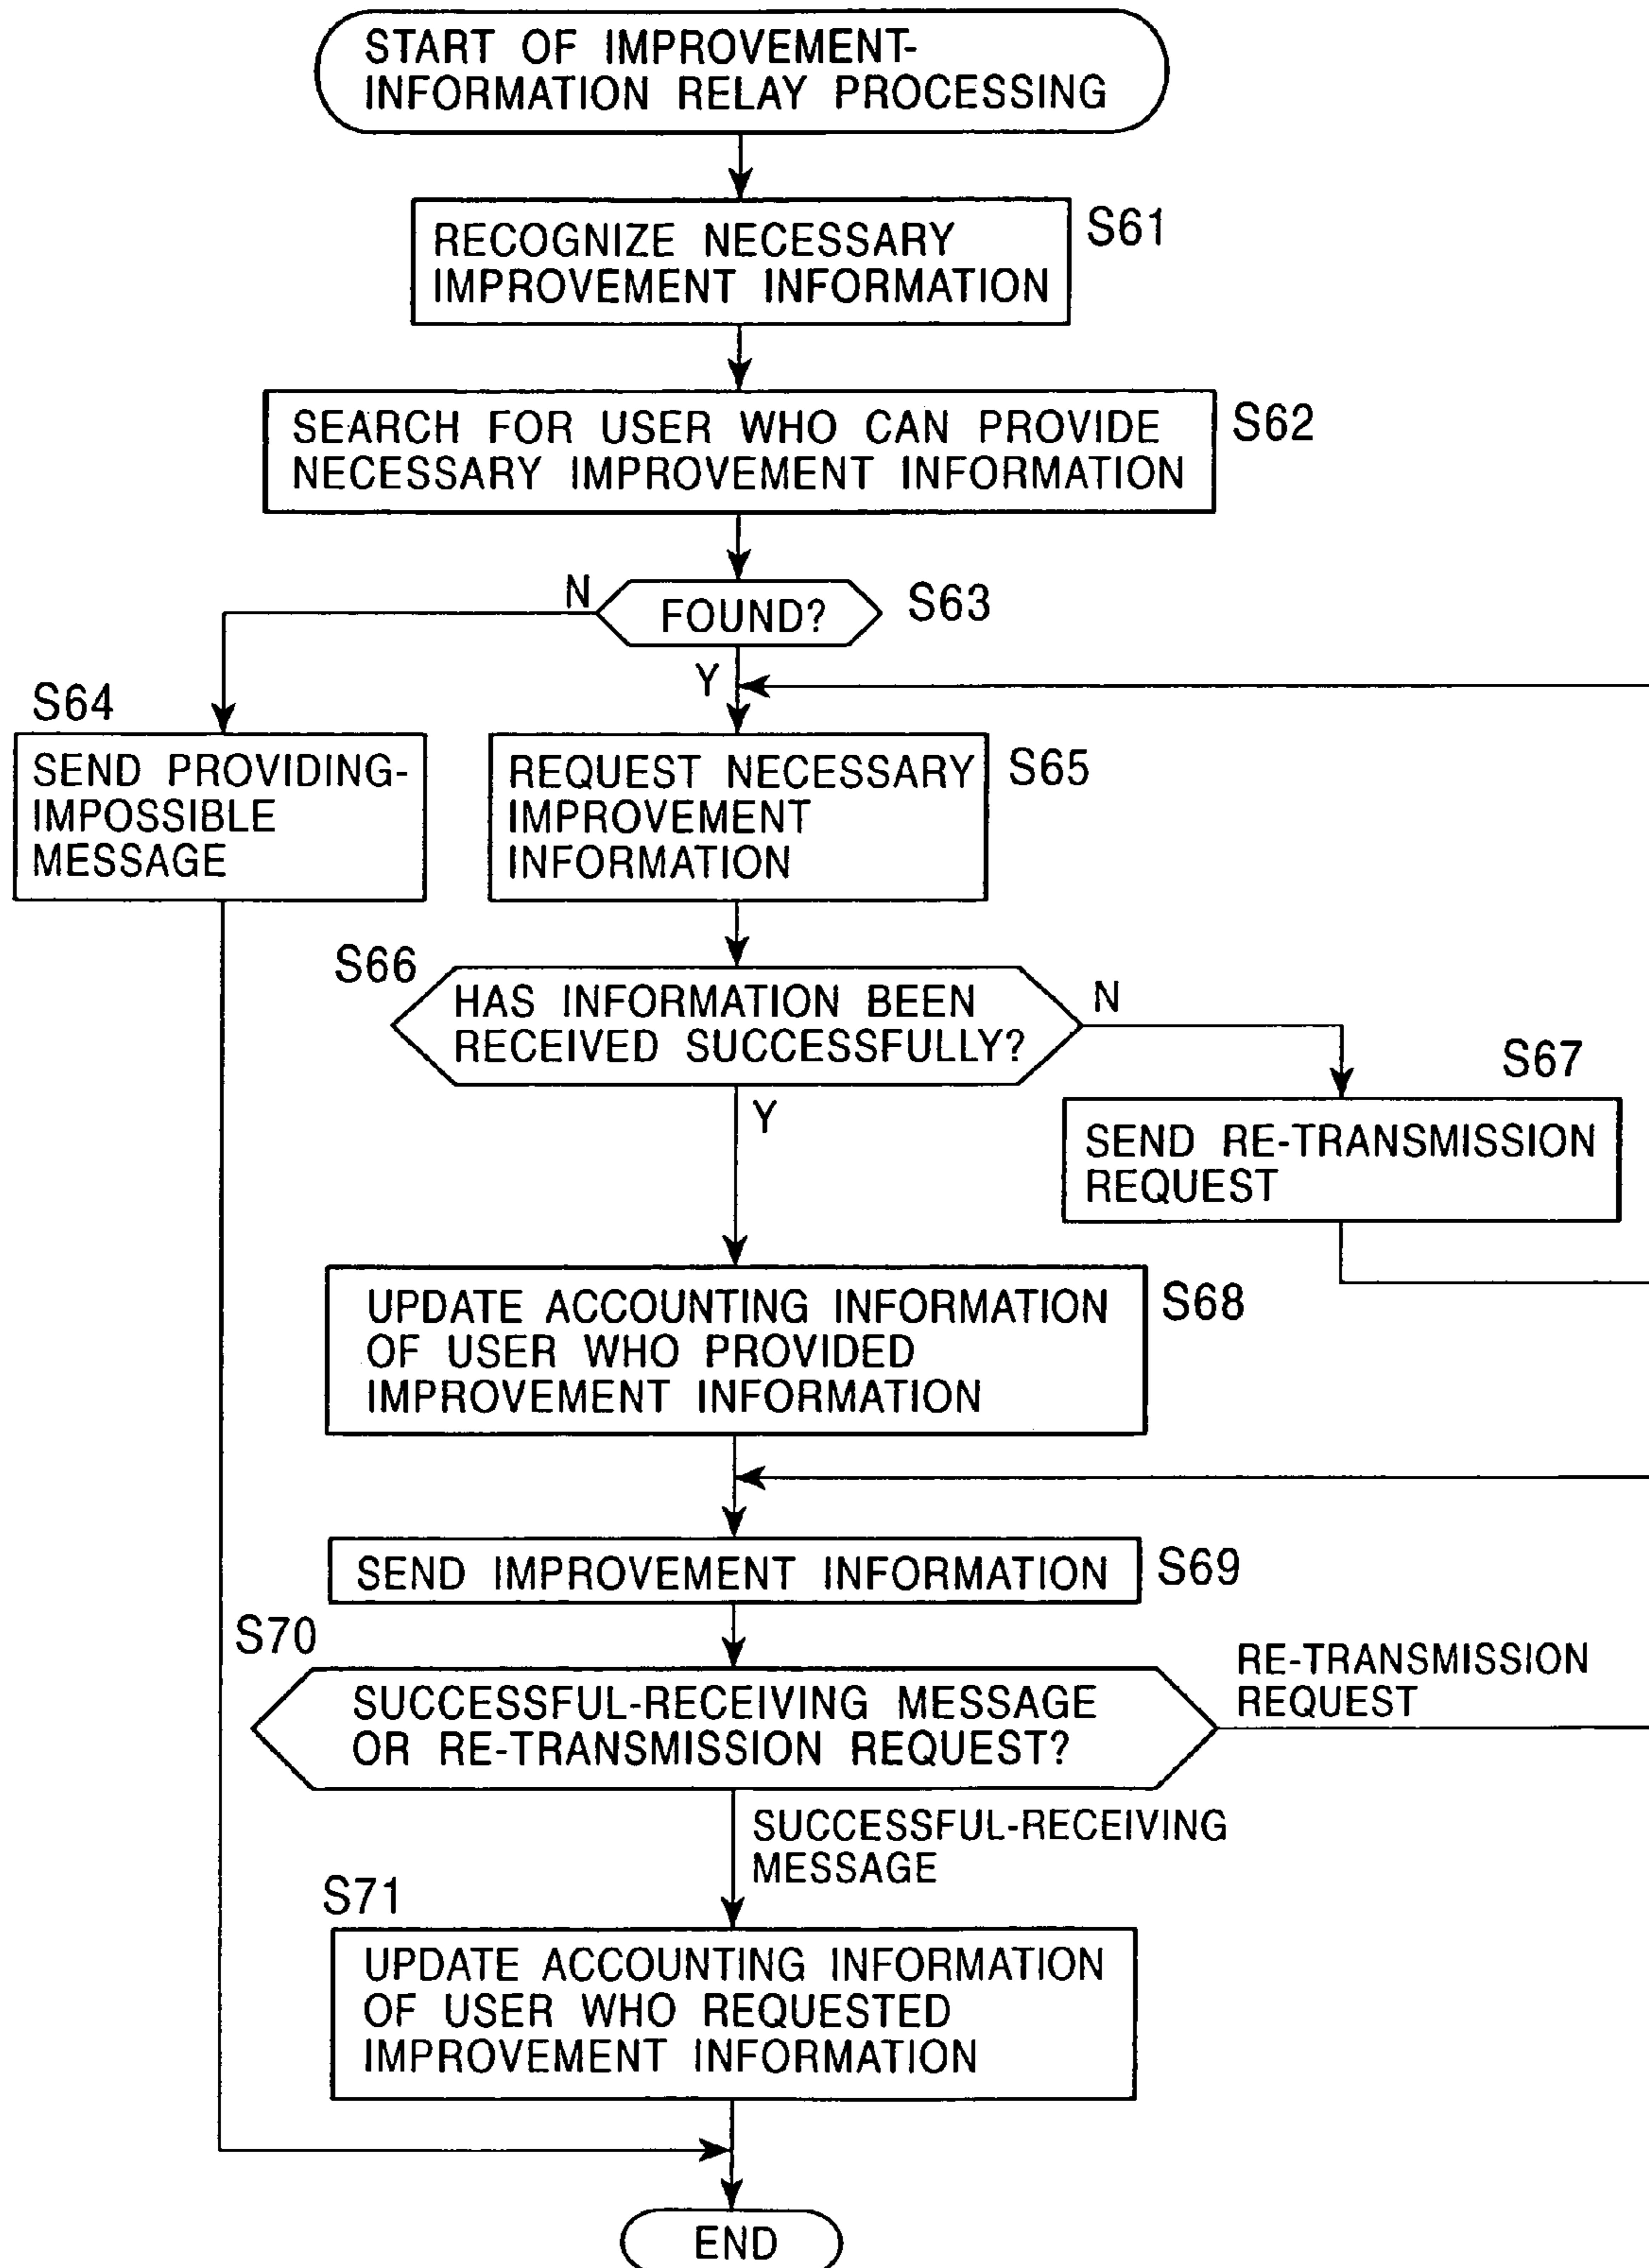 START OF IMPROVEMENT-
INFORMATION RELAY PROCESSING
RECOGNIZE NECESSARY
IMPROVEMENT INFORMATION
S61
SEARCH FOR USER WHO CAN PROVIDE
NECESSARY IMPROVEMENT INFORMATION
S62
N
FOUND?
S63
Y
S64
SEND PROVIDING-
IMPOSSIBLE
MESSAGE
REQUEST NECESSARY
IMPROVEMENT
INFORMATION
S65
S66
HAS INFORMATION BEEN
RECEIVED SUCCESSFULLY?
N
Y
S67
SEND RE-TRANSMISSION
REQUEST
UPDATE ACCOUNTING INFORMATION
OF USER WHO PROVIDED
IMPROVEMENT INFORMATION
S68
SEND IMPROVEMENT INFORMATION
S69
S70
SUCCESSFUL-RECEIVING MESSAGE
OR RE-TRANSMISSION REQUEST?
RE-TRANSMISSION
REQUEST
SUCCESSFUL-RECEIVING
MESSAGE
S71
UPDATE ACCOUNTING INFORMATION
OF USER WHO REQUESTED
IMPROVEMENT INFORMATION
END